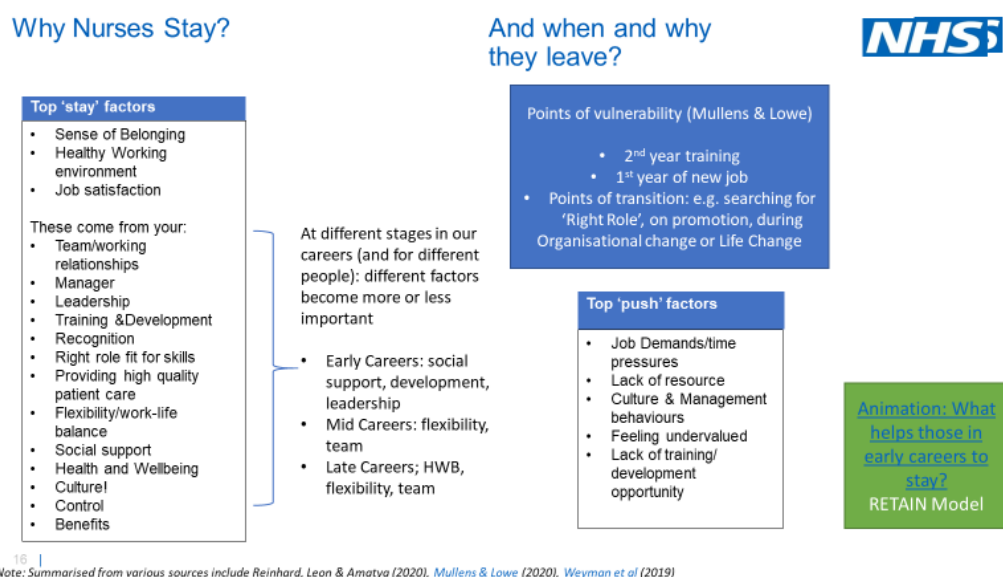 Why Nurses Stay?
And when and why
they leave?
NHS
Top ‘stay’ factors
• Sense of Belonging
• Healthy Working
environment
• Job satisfaction
These come from your:
• Team/working
relationships
• Manager
• Leadership
• Training &Development
• Recognition
• Right role fit for skills
• Providing high quality
patient care
• Flexibility/work-life
balance
• Social support
• Health and Wellbeing
• Culture!
• Control
• Benefits
At different stages in our
careers (and for different
people): different factors
become more or less
important
• Early Careers: social
support, development,
leadership
• Mid Careers: flexibility,
team
• Late Careers; HWB,
flexibility, team
Points of vulnerability (Mullens & Lowe)
• 2nd year training
• 1st year of new job
• Points of transition: e.g. searching for
‘Right Role’, on promotion, during
Organisational change or Life Change
Top ‘push’ factors
• Job Demands/time
pressures
• Lack of resource
• Culture & Management
behaviours
• Feeling undervalued
• Lack of training/
development
opportunity
Animation: What
helps those in
early careers to
stay?
RETAIN Model
16 |
Note: Summarised from various sources include Reinhard, Leon & Amatya (2020), Mullens & Lowe (2020), Weyman et al (2019)